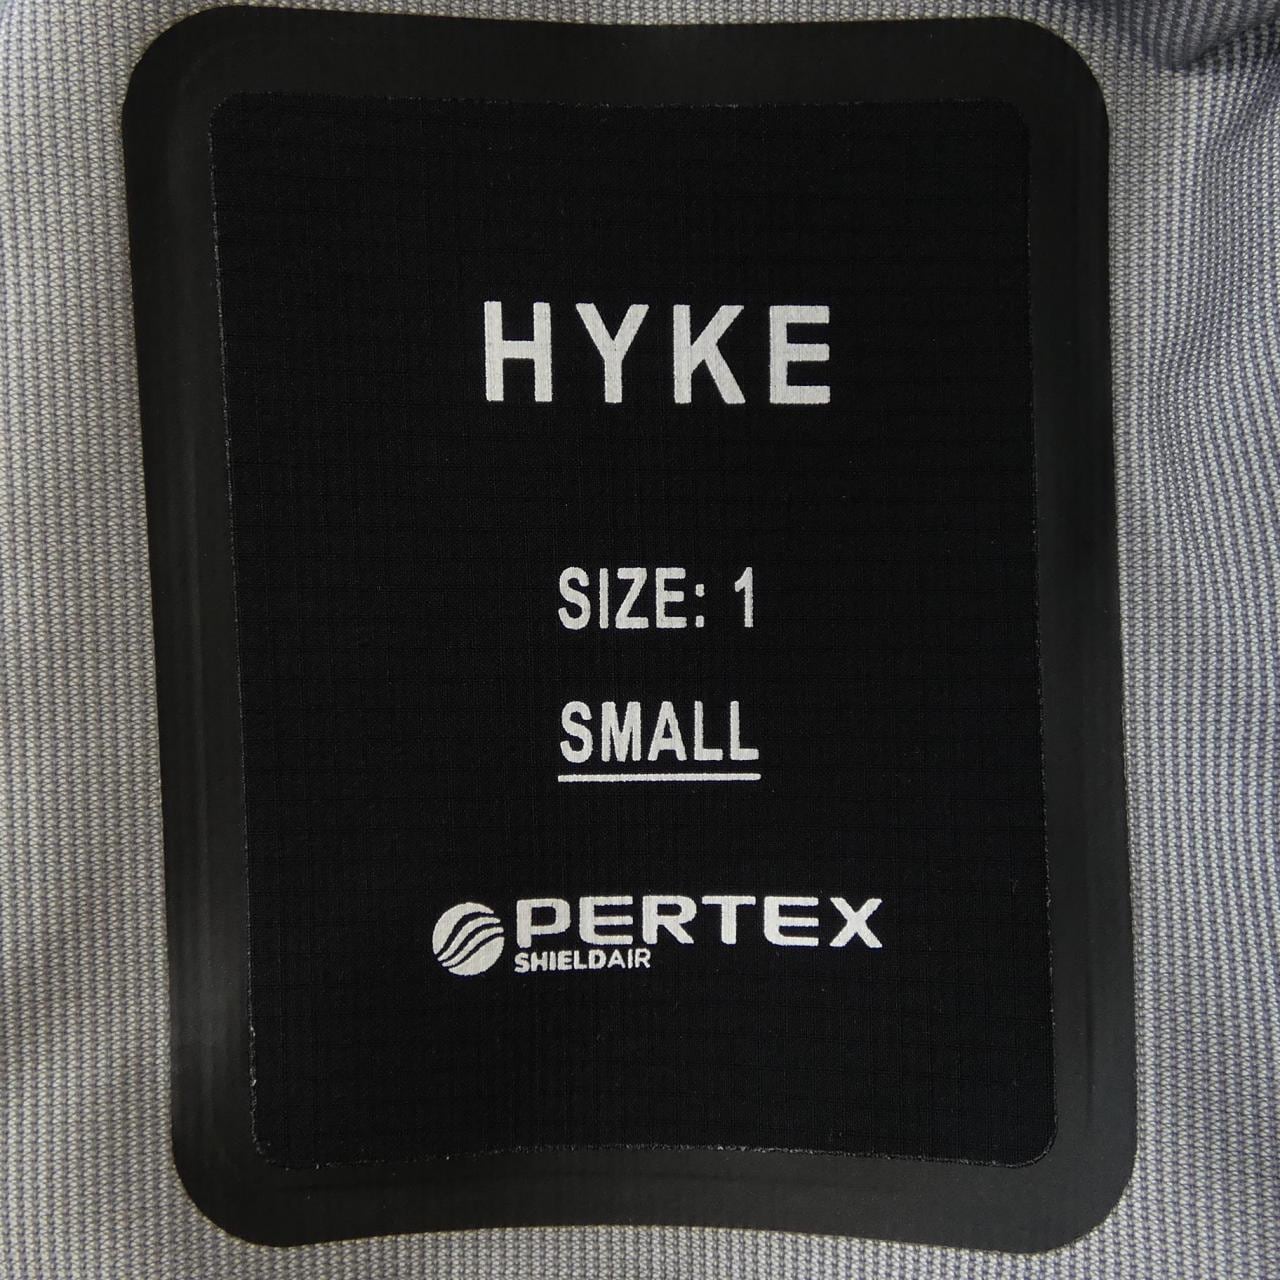 HYKE
SIZE: 1
SMALL
PERTEX
SHIELDAIR